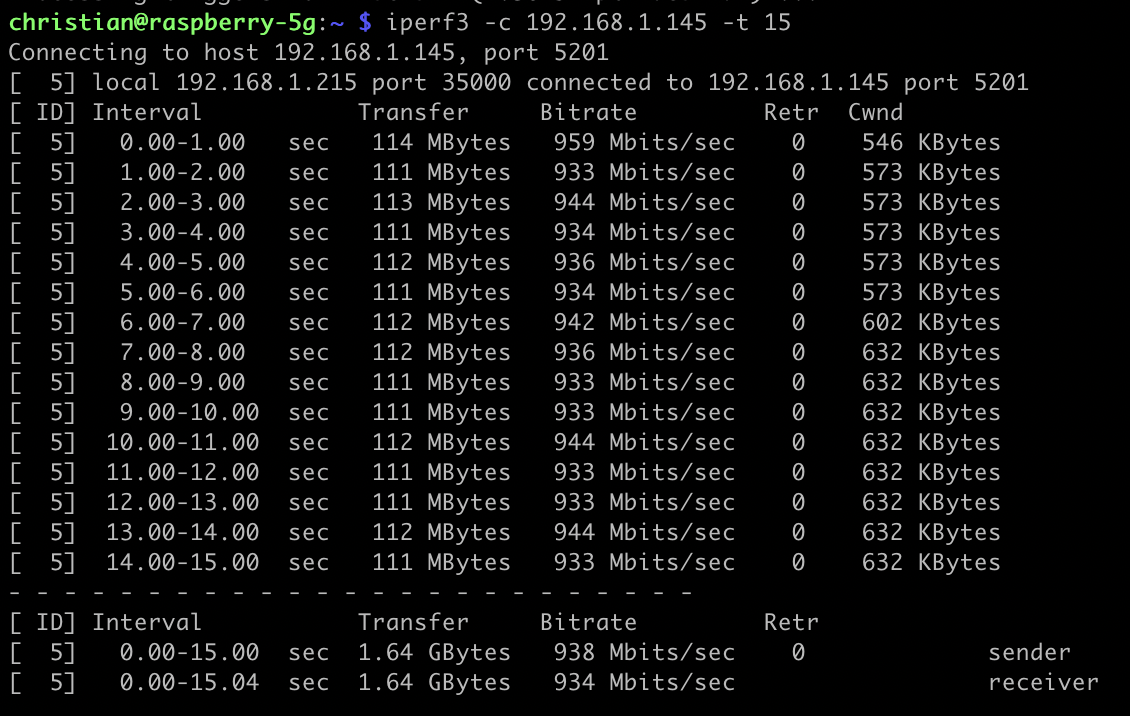 christian@raspberry-5g:~ $ iperf3 -c 192.168.1.145 -t 15
Connecting to host 192.168.1.145, port 5201
[  5] local 192.168.1.215 port 35000 connected to 192.168.1.145 port 5201
[ ID] Interval           Transfer     Bitrate         Retr  Cwnd
[  5]   0.00-1.00   sec   114 MBytes   959 Mbits/sec    0    546 KBytes
[  5]   1.00-2.00   sec   111 MBytes   933 Mbits/sec    0    573 KBytes
[  5]   2.00-3.00   sec   113 MBytes   944 Mbits/sec    0    573 KBytes
[  5]   3.00-4.00   sec   111 MBytes   934 Mbits/sec    0    573 KBytes
[  5]   4.00-5.00   sec   112 MBytes   936 Mbits/sec    0    573 KBytes
[  5]   5.00-6.00   sec   111 MBytes   934 Mbits/sec    0    573 KBytes
[  5]   6.00-7.00   sec   112 MBytes   942 Mbits/sec    0    602 KBytes
[  5]   7.00-8.00   sec   112 MBytes   936 Mbits/sec    0    632 KBytes
[  5]   8.00-9.00   sec   111 MBytes   933 Mbits/sec    0    632 KBytes
[  5]   9.00-10.00  sec   111 MBytes   933 Mbits/sec    0    632 KBytes
[  5]  10.00-11.00  sec   112 MBytes   944 Mbits/sec    0    632 KBytes
[  5]  11.00-12.00  sec   111 MBytes   933 Mbits/sec    0    632 KBytes
[  5]  12.00-13.00  sec   111 MBytes   933 Mbits/sec    0    632 KBytes
[  5]  13.00-14.00  sec   112 MBytes   944 Mbits/sec    0    632 KBytes
[  5]  14.00-15.00  sec   111 MBytes   933 Mbits/sec    0    632 KBytes
- - - - - - - - - - - - - - - - - - - - - - - - -
[ ID] Interval           Transfer     Bitrate         Retr
[  5]   0.00-15.00  sec  1.64 GBytes   938 Mbits/sec    0             sender
[  5]   0.00-15.04  sec  1.64 GBytes   934 Mbits/sec                  receiver